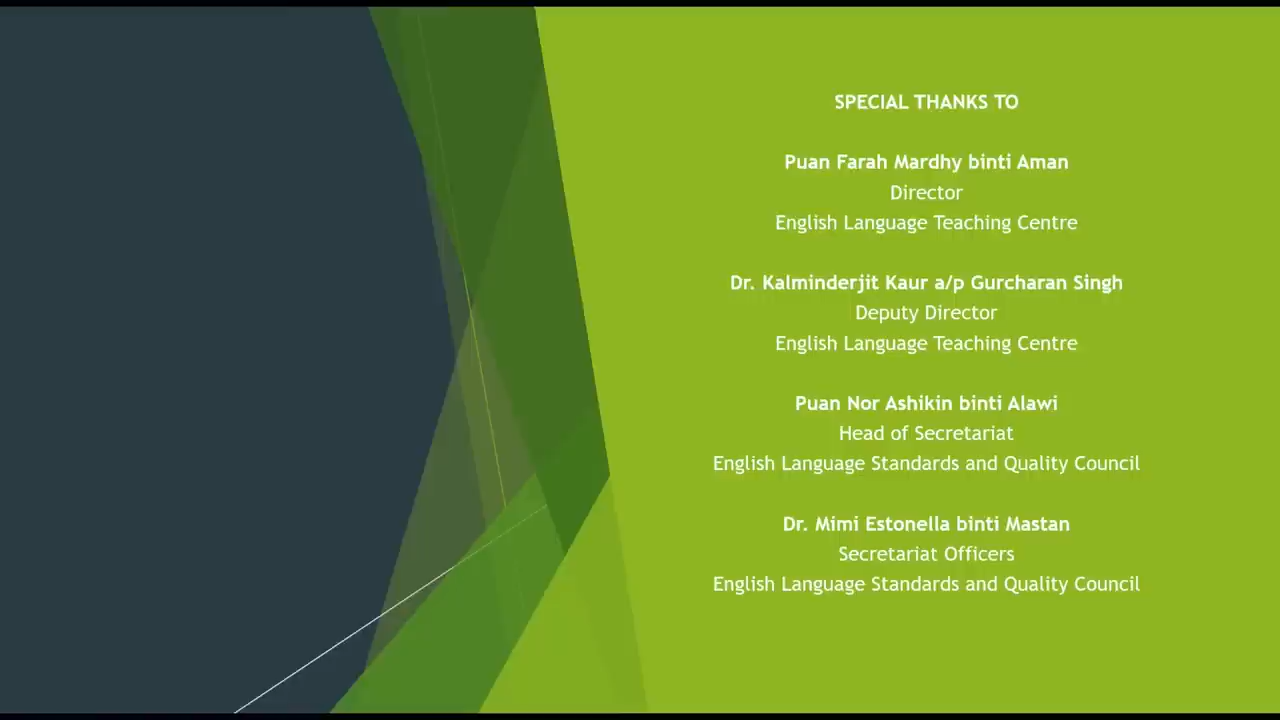 SPECIAL THANKS TO
Puan Farah Mardhy binti Aman
Director
English Language Teaching Centre
Dr. Kalminderjit Kaur a/p Gurcharan Singh
Deputy Director
English Language Teaching Centre
Puan Nor Ashikin binti Alawi
Head of Secretariat
English Language Standards and Quality Council
Dr. Mimi Estonella binti Mastan
Secretariat Officers
English Language Standards and Quality Council